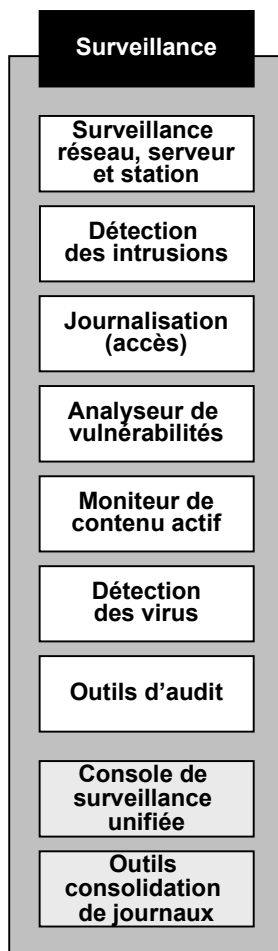 Surveillance
Surveillance
réseau, serveur
et station
Détection
des intrusions
Journalisation
(accès)
Analyseur de
vulnérabilités
Moniteur de
contenu actif
Détection
des virus
Outils d’audit
Console de
surveillance
unifiée
Outils
consolidation
de journaux